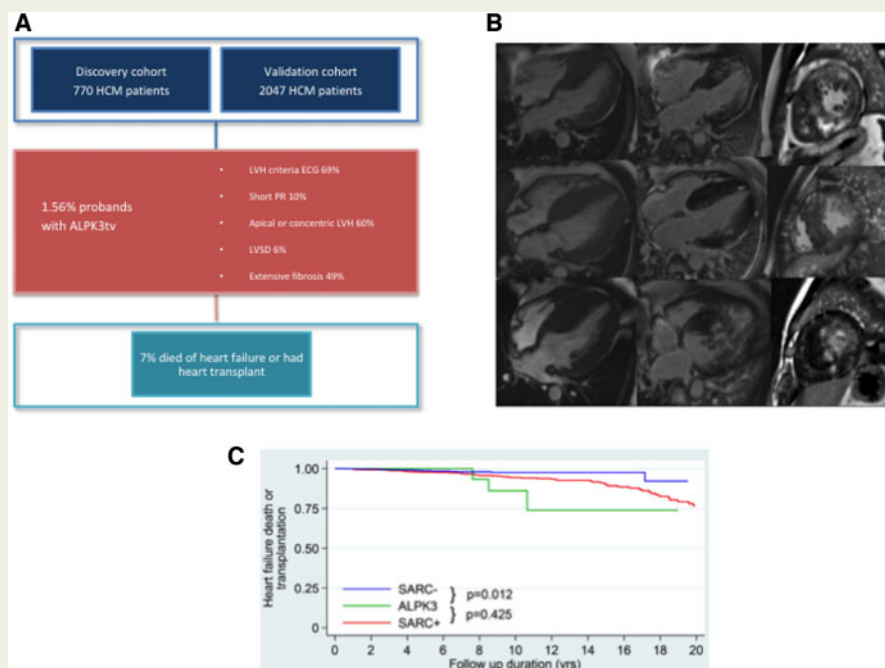 A
Discovery cohort
770 HCM patients
Validation cohort
2047 HCM patients
1.56% probands
with ALPK3tv
• LVH criteria ECG 69%
• Short PR 10%
• Apical or concentric LVH 60%
• LVSD 6%
• Extensive fibrosis 49%
7% died of heart failure or had
heart transplant
B
C
Heart failure death or
transplantation
1.00
0.75
0.50
0.25
0
SARC-
ALPK3
SARC+
} p=0.012
} p=0.425
0 2 4 6 8 10 12 14 16 18 20
Follow up duration (yrs)